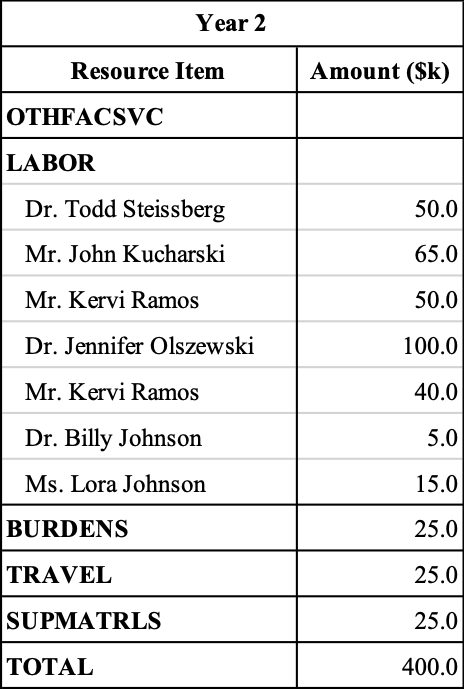 Year 2
Resource Item Amount ($k)
OTHFACSVC
LABOR
Dr. Todd Steissberg 50.0
Mr. John Kucharski 65.0
Mr. Kervi Ramos 50.0
Dr. Jennifer Olszewski 100.0
Mr. Kervi Ramos 40.0
Dr. Billy Johnson 5.0
Ms. Lora Johnson 15.0
BURDENS 25.0
TRAVEL 25.0
SUPMATRLS 25.0
TOTAL 400.0